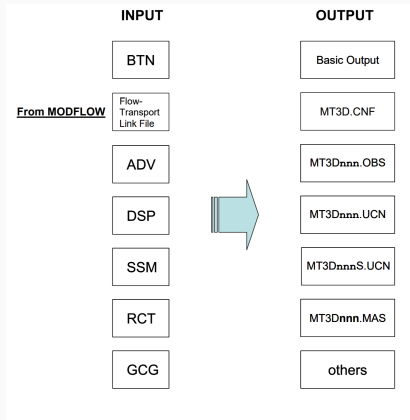 INPUT
OUTPUT
BTN
Basic Output
From MODFLOW
Flow-
Transport
Link File
MT3D.CNF
ADV
MT3Dnnn.OBS
DSP
MT3Dnnn.UCN
SSM
MT3DnnnS.UCN
RCT
MT3Dnnn.MAS
GCG
others